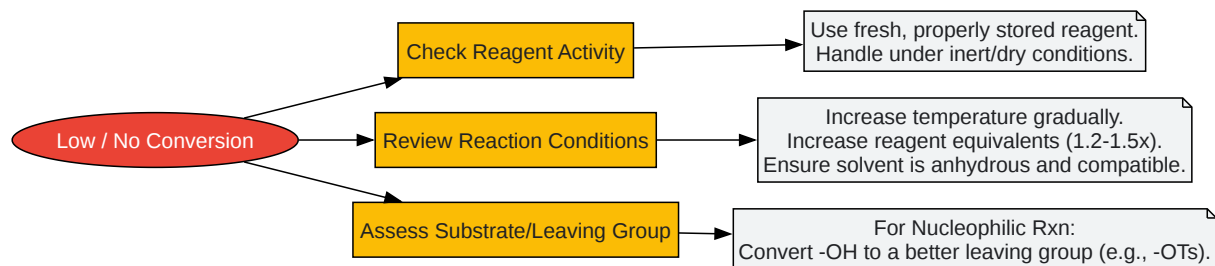 Low / No Conversion
Check Reagent Activity
Use fresh, properly stored reagent.
Handle under inert/dry conditions.
Review Reaction Conditions
Increase temperature gradually.
Increase reagent equivalents (1.2-1.5x).
Ensure solvent is anhydrous and compatible.
Assess Substrate/Leaving Group
For Nucleophilic Rxn:
Convert -OH to a better leaving group (e.g., -OTs).